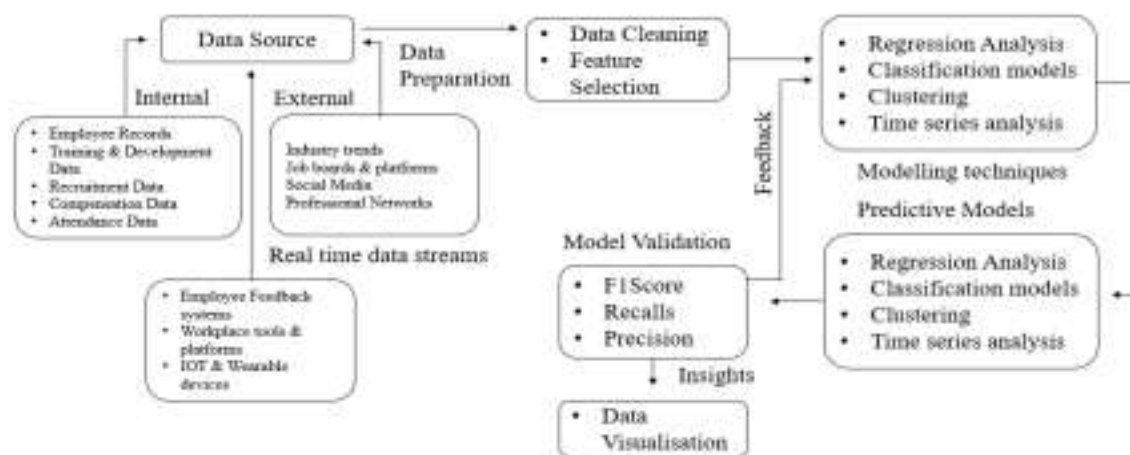 Data Source
Data
Preparation
• Data Cleaning
• Feature
Selection
• Regression Analysis
• Classification models
• Clustering
• Time series analysis
Modelling techniques
Internal
• Employee Records
• Training & Development
Data
• Recruitment Data
• Compensation Data
• Attendance Data
External
Industry trends
Job boards & platforms
Social Media
Professional Networks
Real time data streams
• Employee Feedback
systems
• Workplace tools &
platforms
• IOT & Wearable
devices
Feedback
Predictive Models
• Regression Analysis
• Classification models
• Clustering
• Time series analysis
Model Validation
• F1Score
• Recalls
• Precision
Insights
• Data
Visualisation